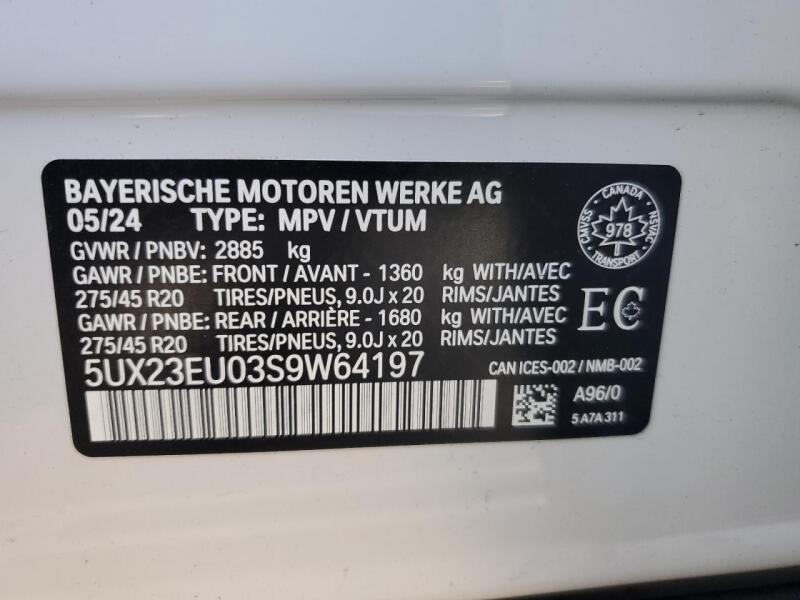 BAYERISCHE MOTOREN WERKE AG
05/24 TYPE: MPV / VTUM
GVWR / PNBV: 2885 kg
GAWR / PNBE: FRONT / AVANT - 1360 kg WITH/AVEC
275/45 R20 TIRES/PNEUS, 9.0J x 20 RIMS/JANTES
GAWR / PNBE: REAR / ARRIÈRE - 1680 kg WITH/AVEC
275/45 R20 TIRES/PNEUS, 9.0J x 20 RIMS/JANTES
5UX23EU03S9W64197
CANADA
CMVSS 978 NSVAC
TRANSPORT
EC
CAN ICES-002 / NMB-002
A96/0
5 A7A 311